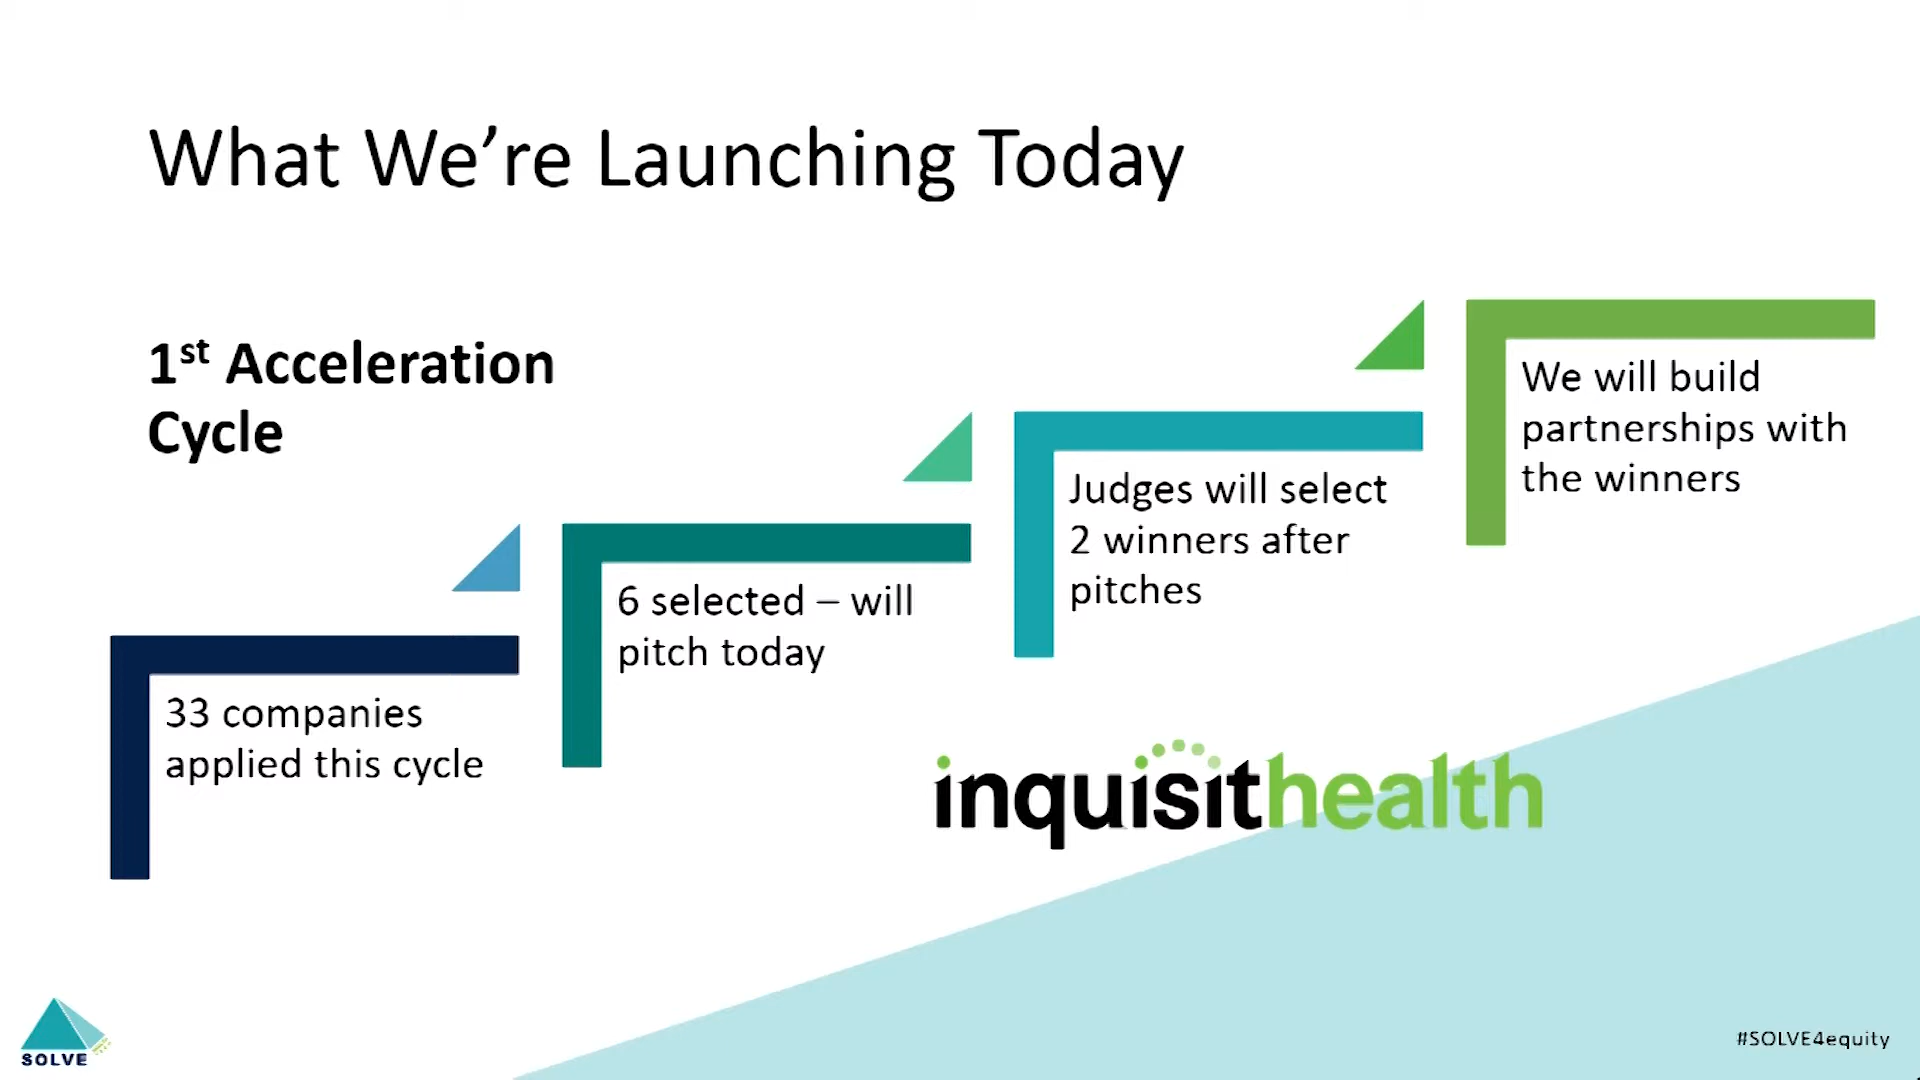 What We’re Launching Today
1st Acceleration
Cycle
33 companies
applied this cycle
6 selected – will
pitch today
Judges will select
2 winners after
pitches
We will build
partnerships with
the winners
inquisithealth
SOLVE
#SOLVE4equity